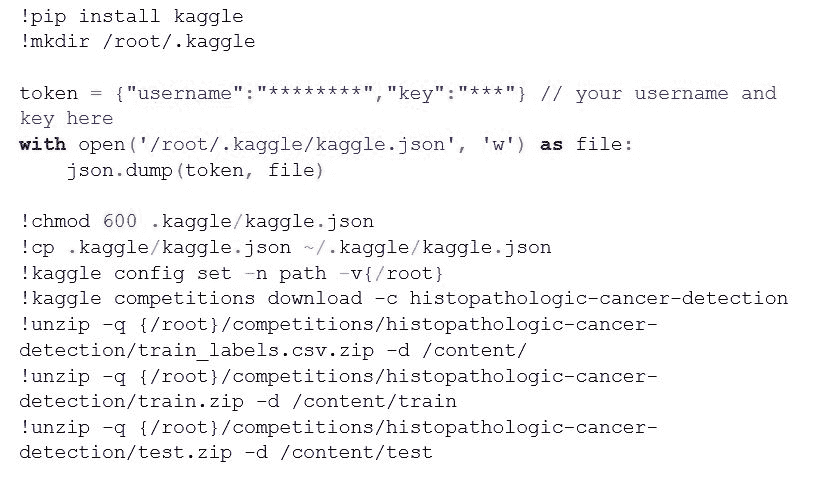 !pip install kaggle
!mkdir /root/.kaggle
token = {"username":"********","key":"***"} // your username and
key here
with open('/root/.kaggle/kaggle.json', 'w') as file:
    json.dump(token, file)
!chmod 600 .kaggle/kaggle.json
!cp .kaggle/kaggle.json ~/.kaggle/kaggle.json
!kaggle config set -n path -v{/root}
!kaggle competitions download -c histopathologic-cancer-detection
!unzip -q {/root}/competitions/histopathologic-cancer-
detection/train_labels.csv.zip -d /content/
!unzip -q {/root}/competitions/histopathologic-cancer-
detection/train.zip -d /content/train
!unzip -q {/root}/competitions/histopathologic-cancer-
detection/test.zip -d /content/test